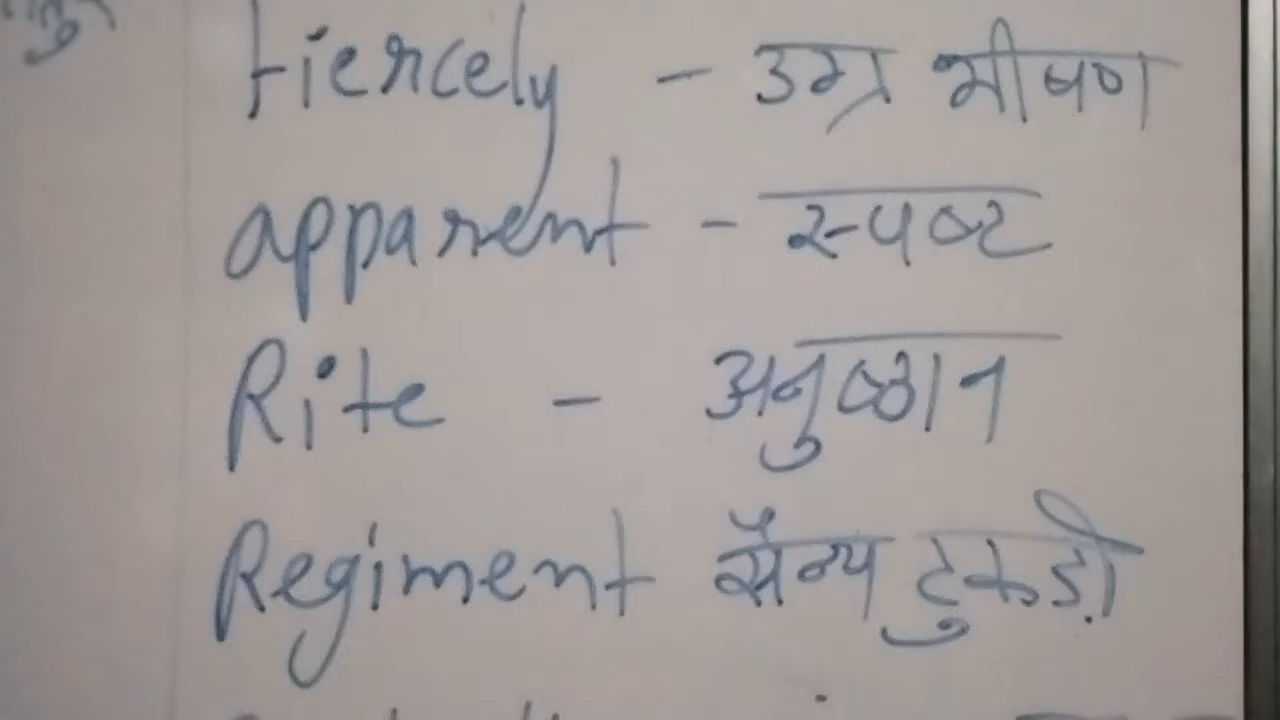 Fiercely - उग्र भीषण
apparent - स्पष्ट
Rite - अनुष्ठान
Regiment सैन्य टुकड़ी